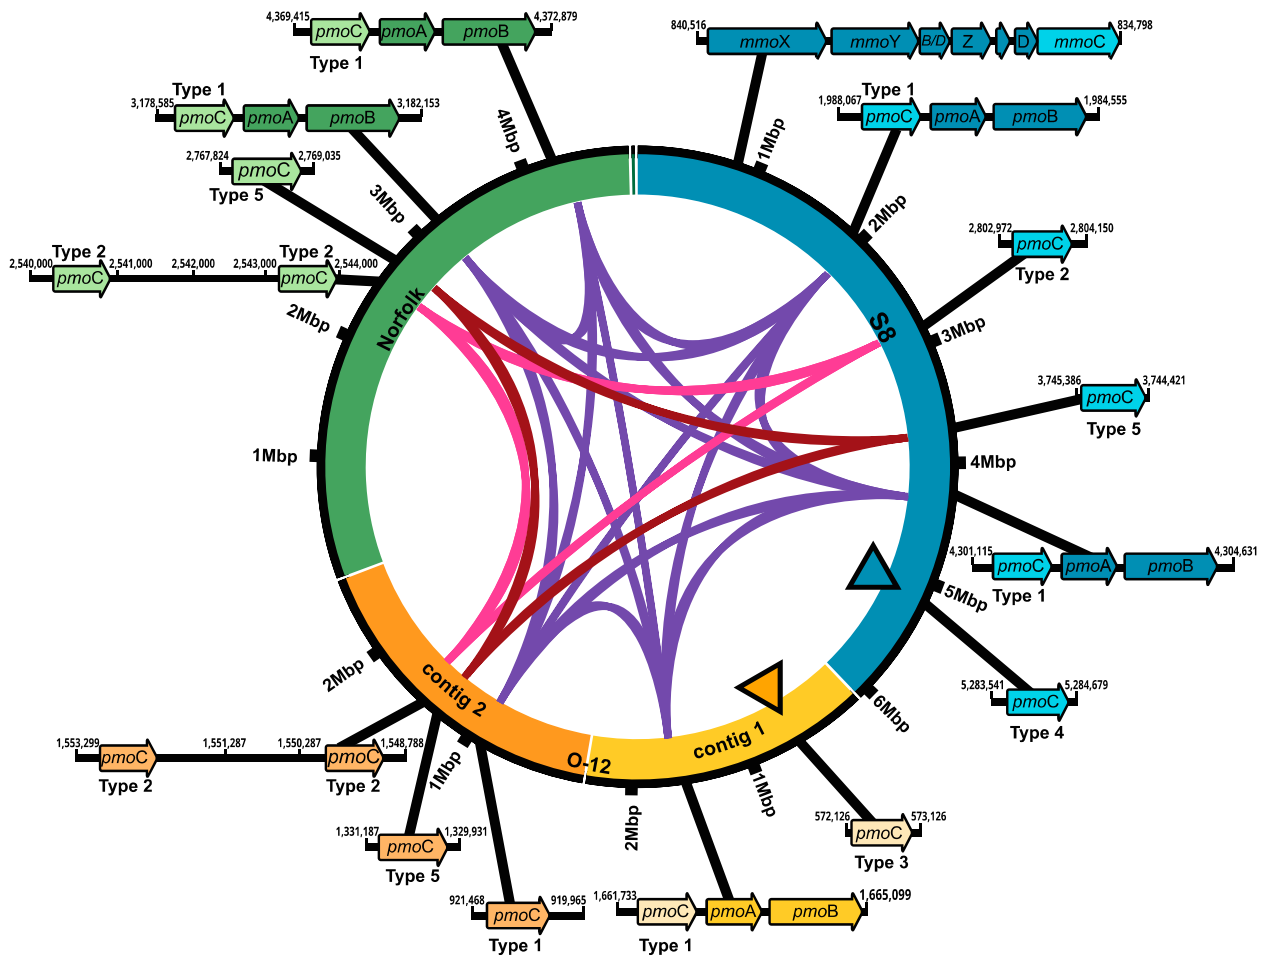 4,369,415
pmoC pmoA pmoB
4,372,879
Type 1
840,516
mmoX mmoY B/D Z D mmoC
834,798
Type 1
3,178,585
pmoC pmoA pmoB
3,182,153
Type 1
1,988,067
pmoC pmoA pmoB
1,984,555
2,767,824
pmoC
2,769,035
Type 5
4Mbp
1Mbp
3Mbp
2Mbp
Type 2
Type 2
2,540,000
pmoC
2,541,000
2,542,000
2,543,000
pmoC
2,544,000
2,802,972
pmoC
2,804,150
Type 2
2Mbp
Norfolk
S8
3Mbp
3,745,386
pmoC
3,744,421
Type 5
1Mbp
4Mbp
4,301,115
pmoC pmoA pmoB
4,304,631
Type 1
5Mbp
5,283,541
pmoC
5,284,679
Type 4
6Mbp
2Mbp
contig 2
contig 1
O-12
1,553,299
pmoC
1,551,287
1,550,287
pmoC
1,548,788
Type 2
Type 2
1Mbp
1Mbp
2Mbp
572,126
pmoC
573,126
Type 3
1,331,187
pmoC
1,329,931
Type 5
921,468
pmoC
919,965
Type 1
1,661,733
pmoC pmoA pmoB
1,665,099
Type 1